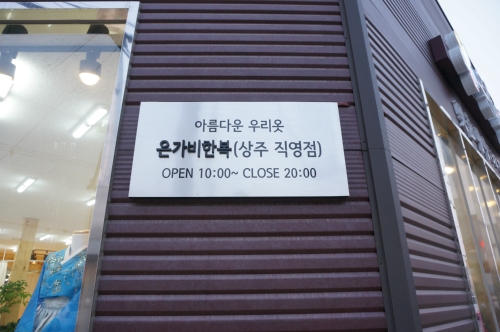 아름다운 우리옷
은가비한복(상주 직영점)
OPEN 10:00~ CLOSE 20:00